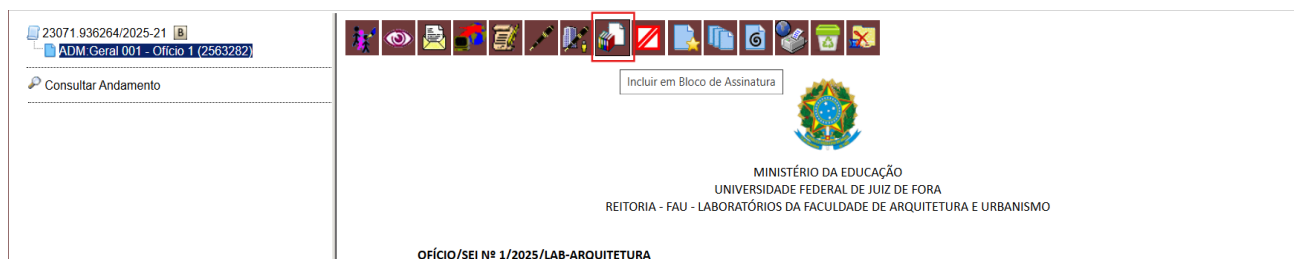 23071.936264/2025-21 B
ADM:Geral 001 - Ofício 1 (2563282)
Consultar Andamento
Incluir em Bloco de Assinatura
MINISTÉRIO DA EDUCAÇÃO
UNIVERSIDADE FEDERAL DE JUIZ DE FORA
REITORIA - FAU - LABORATÓRIOS DA FACULDADE DE ARQUITETURA E URBANISMO
OFÍCIO/SEI Nº 1/2025/LAB-ARQUITETURA